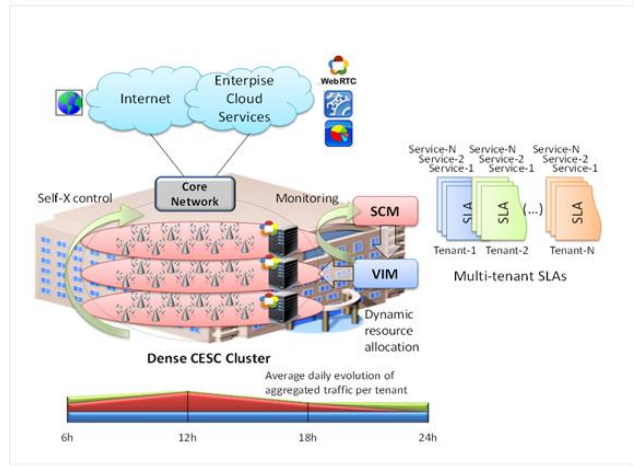 Internet
Enterpise
Cloud
Services
WebRTC
Core
Network
Self-X control
Monitoring
SCM
VIM
Dynamic
resource
allocation
Dense CESC Cluster
Service-N Service-N Service-N
Service-2 Service-2 Service-2
Service-1 Service-1 Service-1
SLA SLA (...) SLA
Tenant-1 Tenant-2 Tenant-N
Multi-tenant SLAs
Average daily evolution of
aggregated traffic per tenant
6h 12h 18h 24h